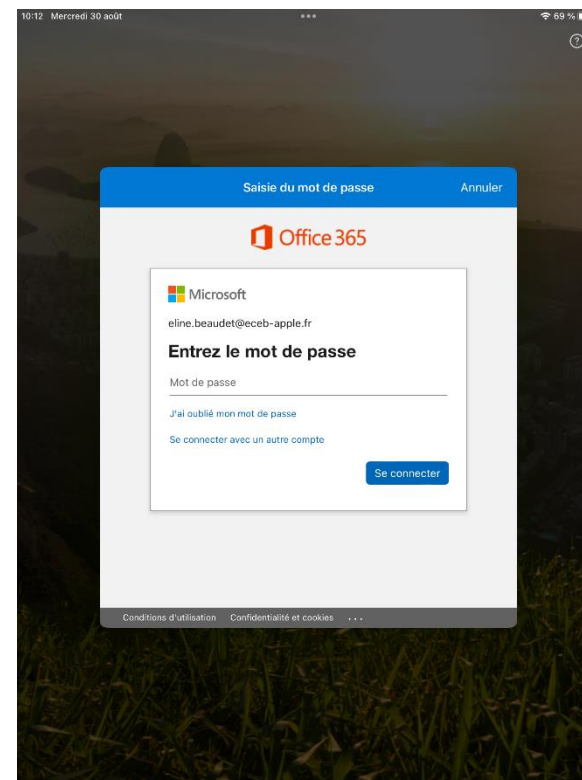 10:12 Mercredi 30 août
69 %
Saisie du mot de passe
Annuler
Office 365
Microsoft
eline.beaudet@eceb-apple.fr
Entrez le mot de passe
Mot de passe
J'ai oublié mon mot de passe
Se connecter avec un autre compte
Se connecter
Conditions d'utilisation Confidentialité et cookies ...